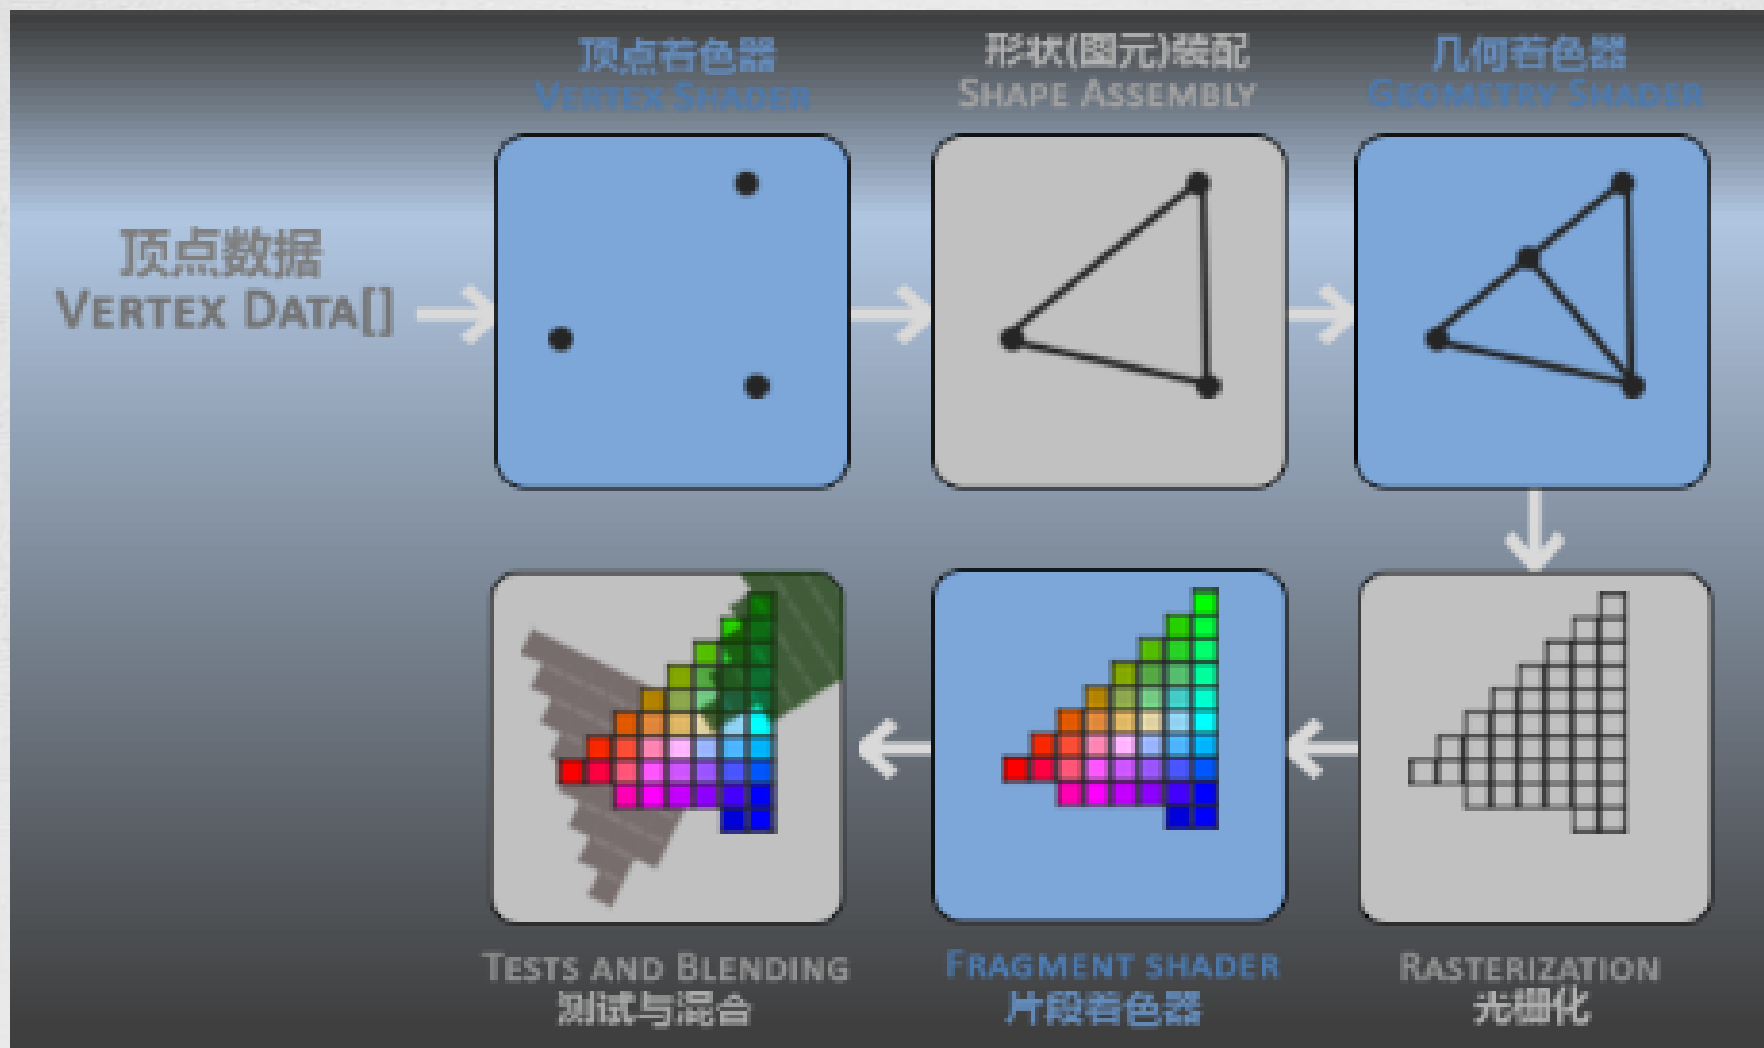 顶点着色器
VERTEX SHADER
形状(图元)装配
SHAPE ASSEMBLY
几何着色器
GEOMETRY SHADER
顶点数据
VERTEX DATA[]
TESTS AND BLENDING
测试与混合
FRAGMENT SHADER
片段着色器
RASTERIZATION
光栅化